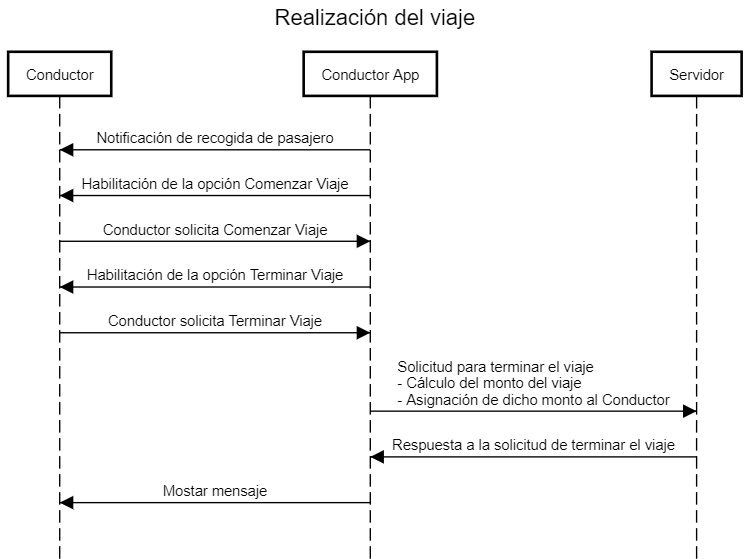 Realización del viaje
Conductor
Conductor App
Servidor
Notificación de recogida de pasajero
Habilitación de la opción Comenzar Viaje
Conductor solicita Comenzar Viaje
Habilitación de la opción Terminar Viaje
Conductor solicita Terminar Viaje
Solicitud para terminar el viaje
- Cálculo del monto del viaje
- Asignación de dicho monto al Conductor
Respuesta a la solicitud de terminar el viaje
Mostar mensaje